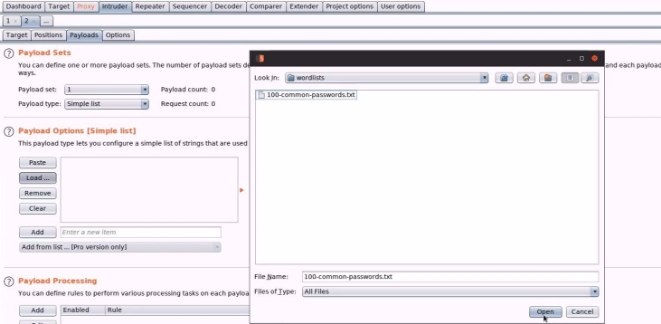 Dashboard Target Proxy Intruder Repeater Sequencer Decoder Comparer Extender Project options User options
1 × 2 × ...
Target Positions Payloads Options
? Payload Sets
You can define one or more payload sets. The number of payload sets de
and each payload
ways.
Payload set: 1 Payload count: 0
Payload type: Simple list Request count: 0
? Payload Options [Simple list]
This payload type lets you configure a simple list of strings that are used
Paste
Load ...
Remove
Clear
Add Enter a new item
Add from list ... [Pro version only]
? Payload Processing
You can define rules to perform various processing tasks on each payloa
Add Enabled Rule
Look In: wordlists
100-common-passwords.txt
File Name: 100-common-passwords.txt
Files of Type: All Files
Open Cancel